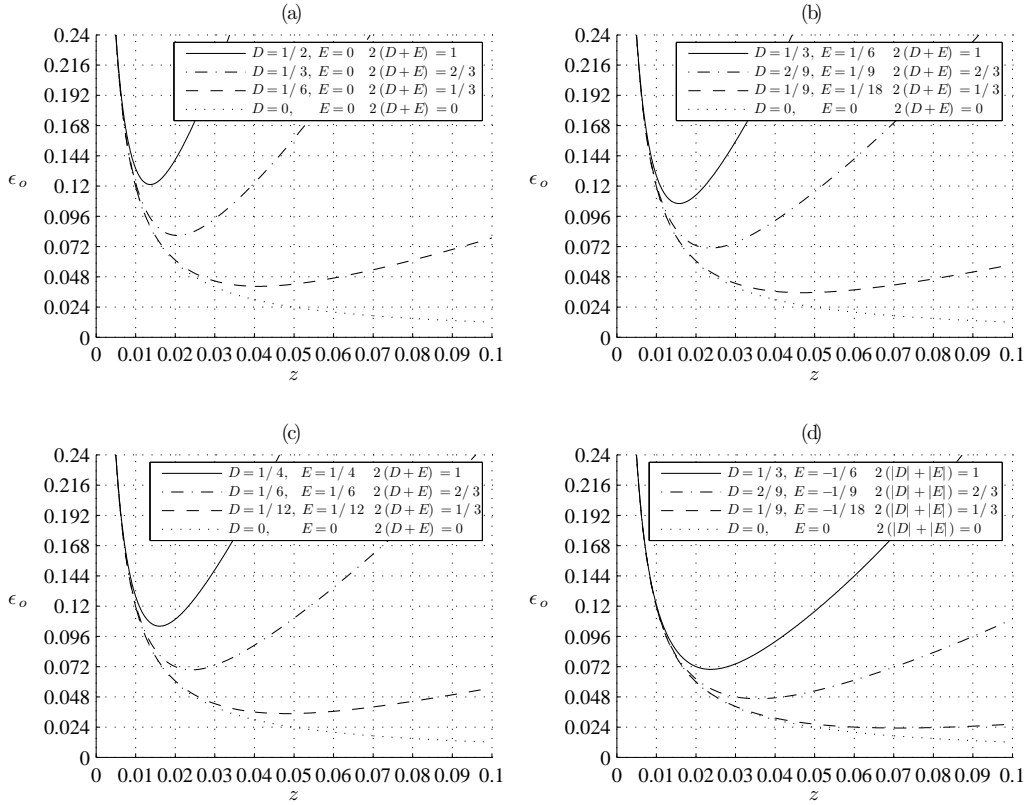 (a)
0.24
0.216
0.192
0.168
0.144
0.12
0.096
0.072
0.048
0.024
0
ϵₒ
D = 1/2, E = 0 2(D+E) = 1
D = 1/3, E = 0 2(D+E) = 2/3
D = 1/6, E = 0 2(D+E) = 1/3
D = 0, E = 0 2(D+E) = 0
0 0.01 0.02 0.03 0.04 0.05 0.06 0.07 0.08 0.09 0.1
z
(b)
0.24
0.216
0.192
0.168
0.144
0.12
0.096
0.072
0.048
0.024
0
ϵₒ
D = 1/3, E = 1/6 2(D+E) = 1
D = 2/9, E = 1/9 2(D+E) = 2/3
D = 1/9, E = 1/18 2(D+E) = 1/3
D = 0, E = 0 2(D+E) = 0
0 0.01 0.02 0.03 0.04 0.05 0.06 0.07 0.08 0.09 0.1
z
(c)
0.24
0.216
0.192
0.168
0.144
0.12
0.096
0.072
0.048
0.024
0
ϵₒ
D = 1/4, E = 1/4 2(D+E) = 1
D = 1/6, E = 1/6 2(D+E) = 2/3
D = 1/12, E = 1/12 2(D+E) = 1/3
D = 0, E = 0 2(D+E) = 0
0 0.01 0.02 0.03 0.04 0.05 0.06 0.07 0.08 0.09 0.1
z
(d)
0.24
0.216
0.192
0.168
0.144
0.12
0.096
0.072
0.048
0.024
0
ϵₒ
D = 1/3, E = −1/6 2(|D|+|E|) = 1
D = 2/9, E = −1/9 2(|D|+|E|) = 2/3
D = 1/9, E = −1/18 2(|D|+|E|) = 1/3
D = 0, E = 0 2(|D|+|E|) = 0
0 0.01 0.02 0.03 0.04 0.05 0.06 0.07 0.08 0.09 0.1
z